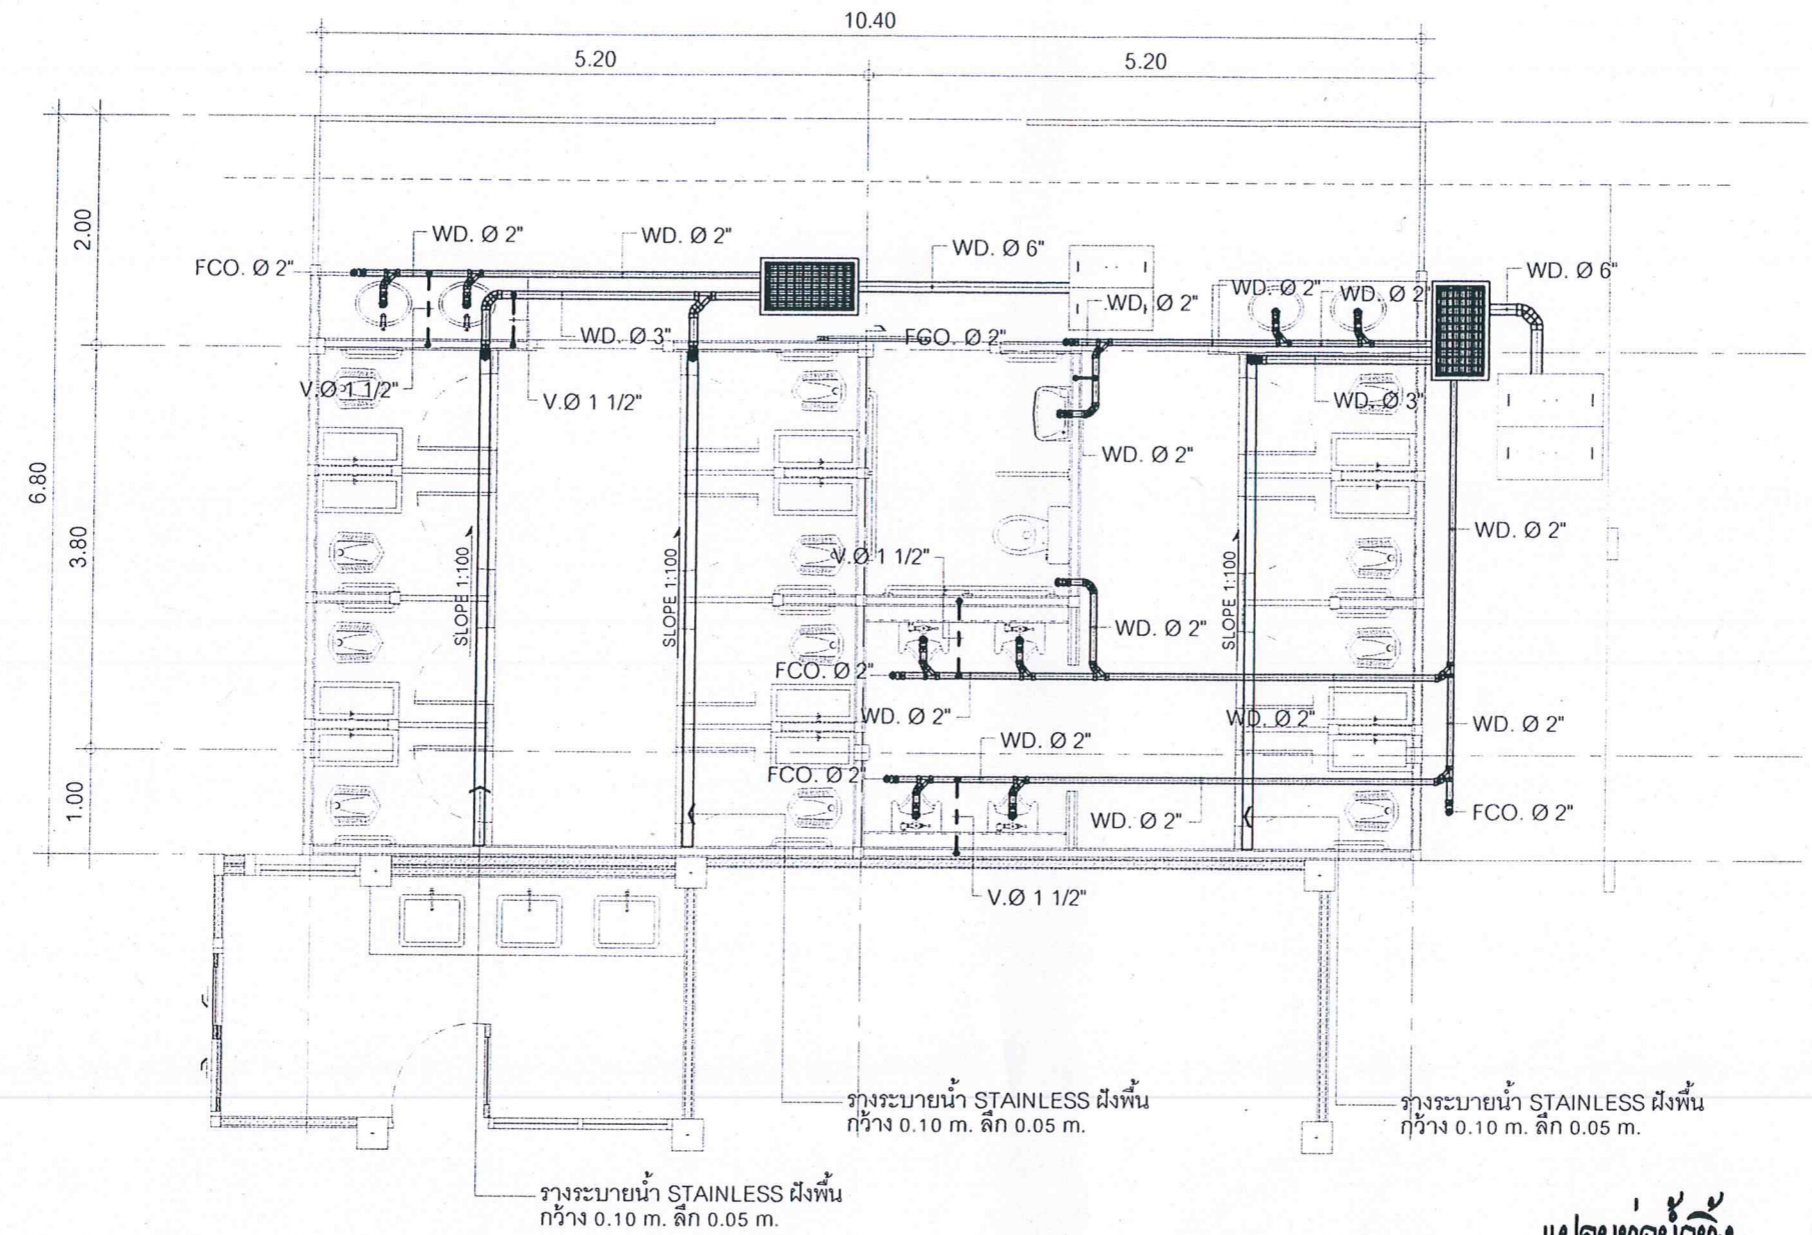 10.40
5.20
5.20
2.00
6.80
3.80
1.00
WD. Ø 2"
WD. Ø 2"
WD. Ø 6"
WD. Ø 6"
FCO. Ø 2"
WD. Ø 2"
WD. Ø 2"
WD. Ø 2"
WD. Ø 3"
FCO. Ø 2"
V.Ø 1 1/2"
V.Ø 1 1/2"
WD. Ø 3"
WD. Ø 2"
WD. Ø 2"
V.Ø 1 1/2"
SLOPE 1:100
SLOPE 1:100
SLOPE 1:100
WD. Ø 2"
FCO. Ø 2"
WD. Ø 2"
WD. Ø 2"
WD. Ø 2"
WD. Ø 2"
FCO. Ø 2"
WD. Ø 2"
FCO. Ø 2"
V.Ø 1 1/2"
รางระบายน้ำ STAINLESS ฝังพื้น
กว้าง 0.10 m. ลึก 0.05 m.
รางระบายน้ำ STAINLESS ฝังพื้น
กว้าง 0.10 m. ลึก 0.05 m.
รางระบายน้ำ STAINLESS ฝังพื้น
กว้าง 0.10 m. ลึก 0.05 m.